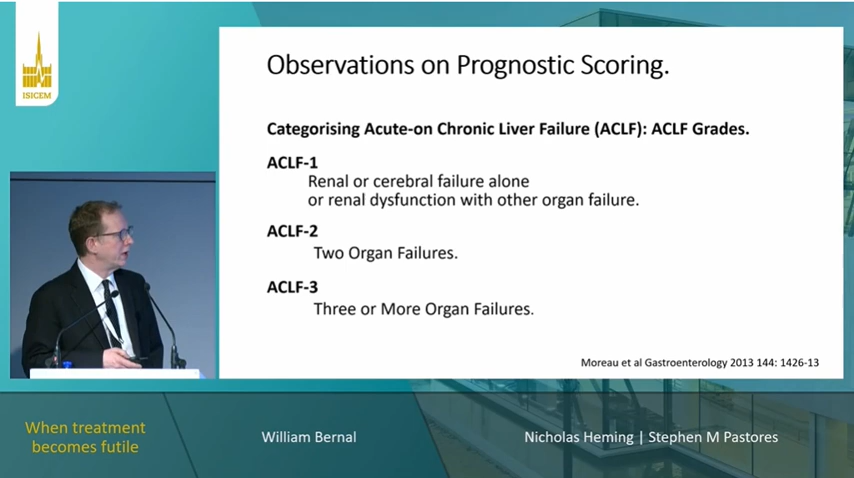 ISICEM
Observations on Prognostic Scoring.
Categorising Acute-on Chronic Liver Failure (ACLF): ACLF Grades.
ACLF-1
Renal or cerebral failure alone
or renal dysfunction with other organ failure.
ACLF-2
Two Organ Failures.
ACLF-3
Three or More Organ Failures.
Moreau et al Gastroenterology 2013 144: 1426-13
When treatment
becomes futile
William Bernal
Nicholas Heming | Stephen M Pastores